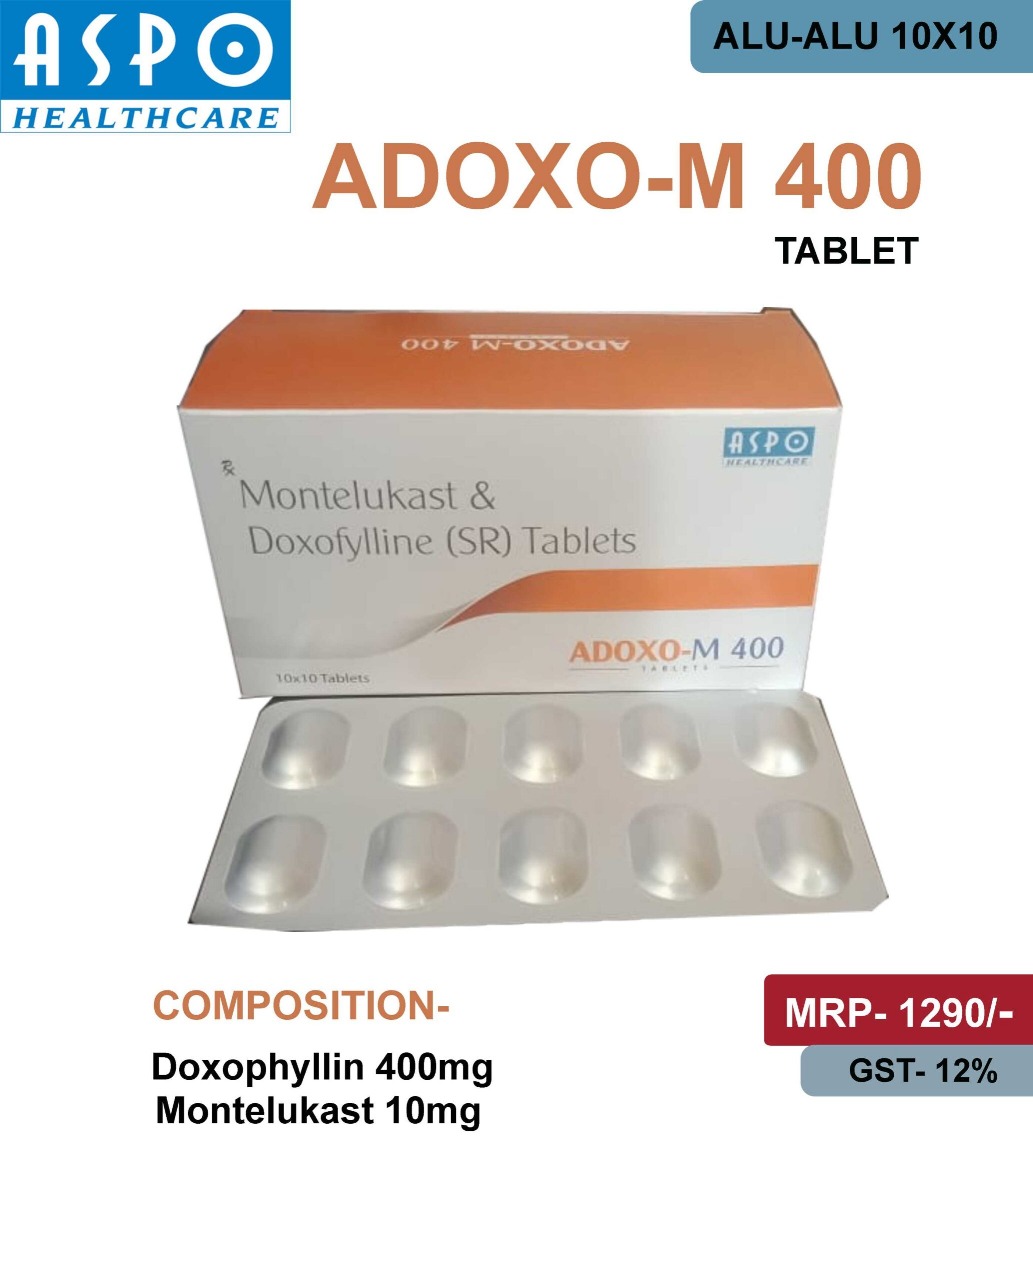 ASPO
HEALTHCARE
ALU-ALU 10X10
ADOXO-M 400
TABLET
ADOXO-M 400
ASPO
HEALTHCARE
Rx
Montelukast &
Doxofylline (SR) Tablets
ADOXO-M 400
TABLETS
10x10 Tablets
COMPOSITION-
Doxophyllin 400mg
Montelukast 10mg
MRP- 1290/-
GST- 12%